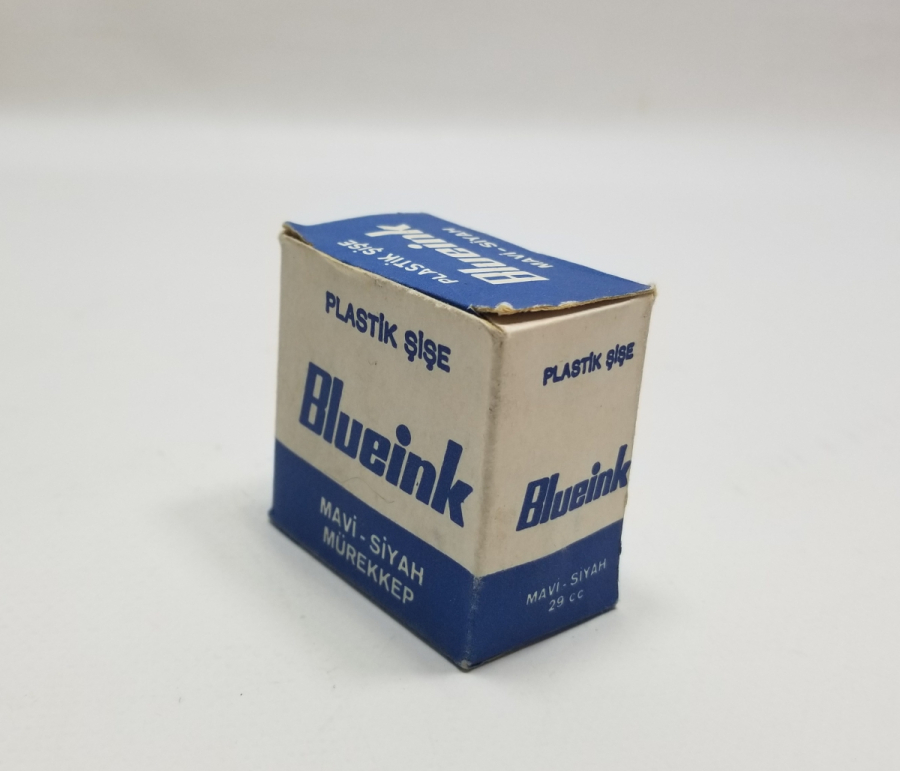 PLASTİK ŞİŞE
Blueink
MAVİ - SİYAH
PLASTİK ŞİŞE
Blueink
MAVİ - SİYAH
MÜREKKEP
PLASTİK ŞİŞE
Blueink
MAVİ - SİYAH
29 cc